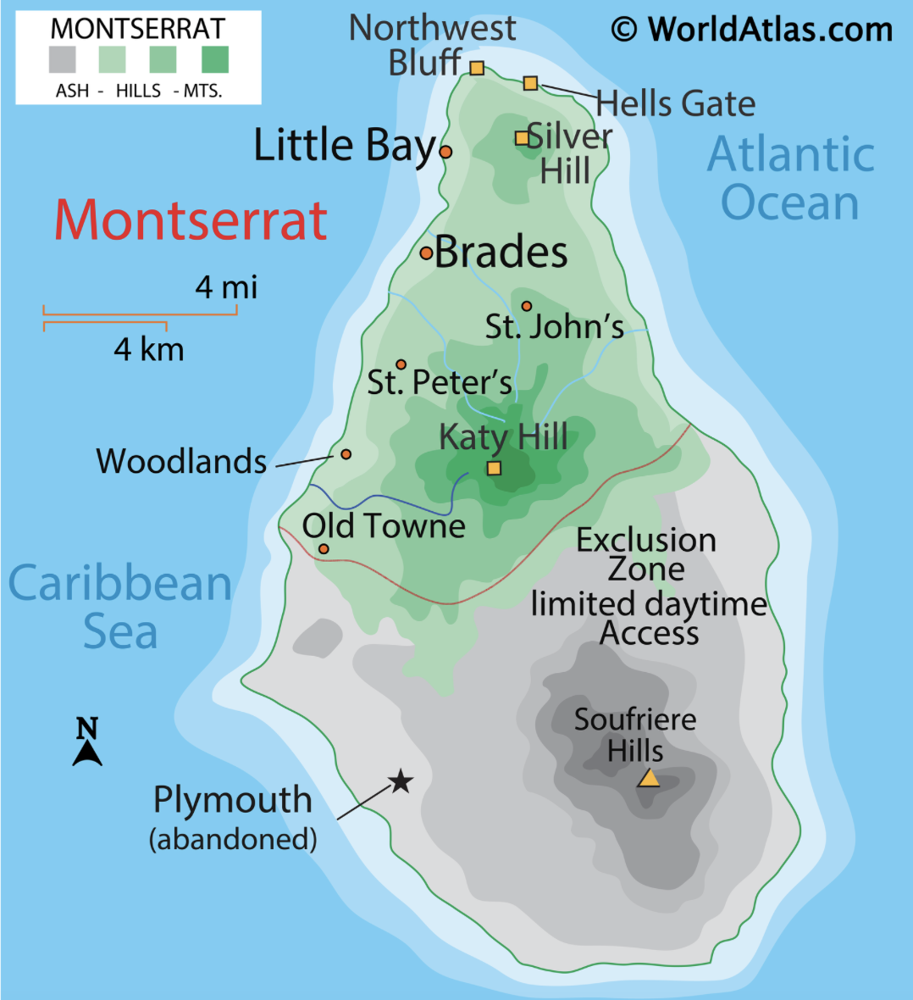 MONTSERRAT
ASH - HILLS - MTS.
© WorldAtlas.com
Northwest
Bluff
Hells Gate
Silver
Hill
Little Bay
Atlantic
Ocean
Montserrat
Brades
4 mi
4 km
St. John's
St. Peter's
Katy Hill
Woodlands
Old Towne
Exclusion
Zone
limited daytime
Access
Caribbean
Sea
Soufriere
Hills
N
Plymouth
(abandoned)